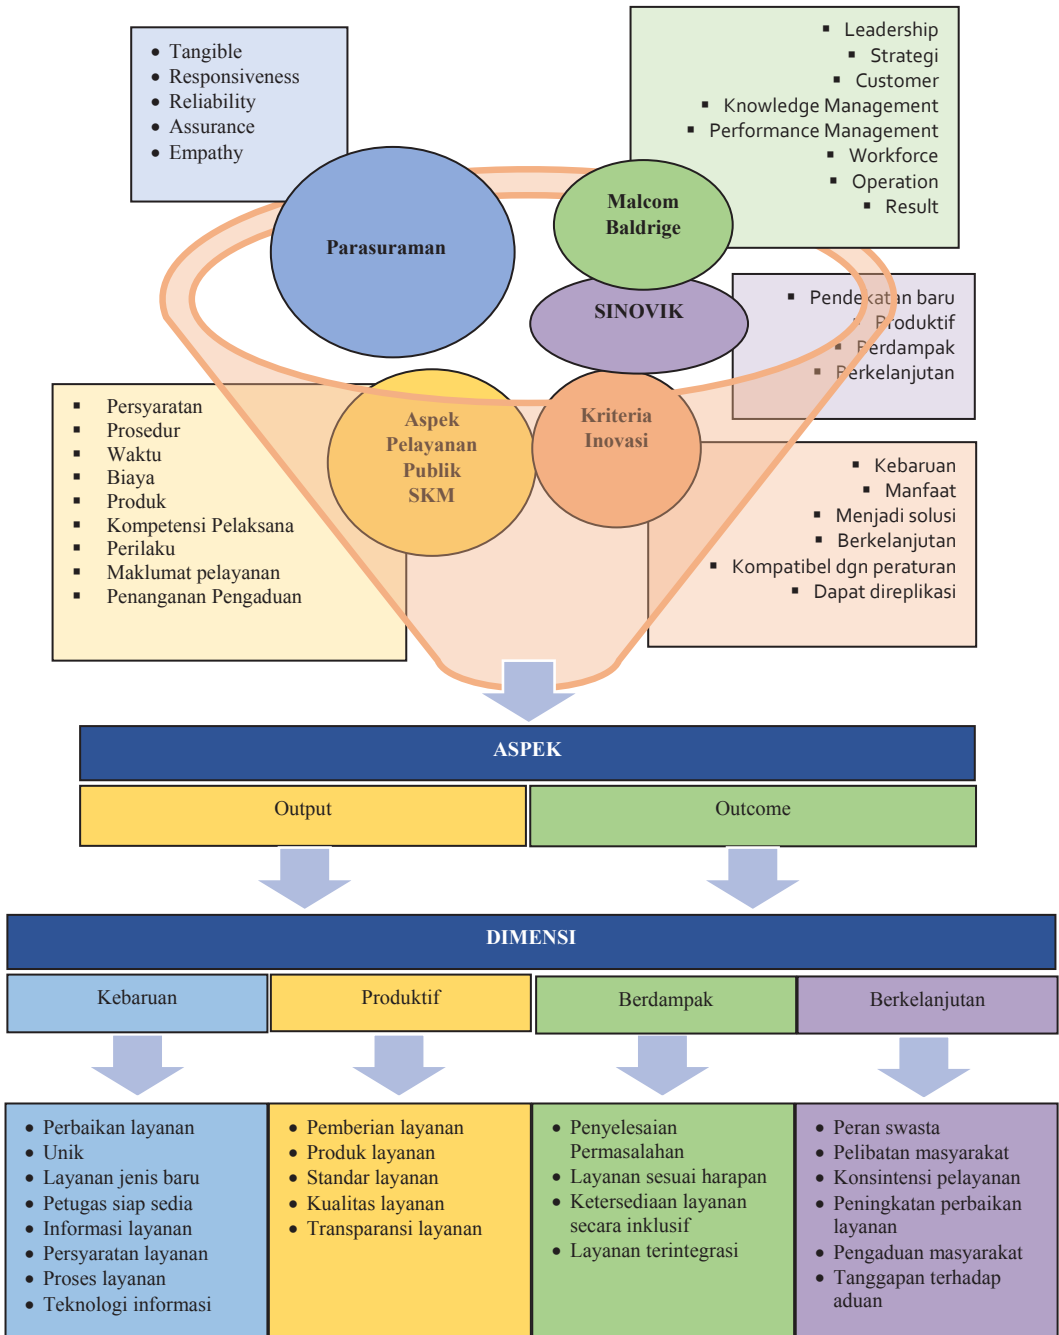 Tangible
Responsiveness
Reliability
Assurance
Empathy
Leadership
Strategi
Customer
Knowledge Management
Performance Management
Workforce
Operation
Result
Parasuraman
Malcom
Baldrige
SINOVIK
Pendekatan baru
Produktif
Berdampak
Berkelanjutan
Persyaratan
Prosedur
Waktu
Biaya
Produk
Kompetensi Pelaksana
Perilaku
Maklumat pelayanan
Penanganan Pengaduan
Aspek
Pelayanan
Publik
SKM
Kriteria
Inovasi
Kebaruan
Manfaat
Menjadi solusi
Berkelanjutan
Kompatibel dgn peraturan
Dapat direplikasi
ASPEK
Output
Outcome
DIMENSI
Kebaruan
Produktif
Berdampak
Berkelanjutan
Perbaikan layanan
Unik
Layanan jenis baru
Petugas siap sedia
Informasi layanan
Persyaratan layanan
Proses layanan
Teknologi informasi
Pemberian layanan
Produk layanan
Standar layanan
Kualitas layanan
Transparansi layanan
Penyelesaian
Permasalahan
Layanan sesuai harapan
Ketersediaan layanan
secara inklusif
Layanan terintegrasi
Peran swasta
Pelibatan masyarakat
Konsintensi pelayanan
Peningkatan perbaikan
layanan
Pengaduan masyarakat
Tanggapan terhadap
aduan